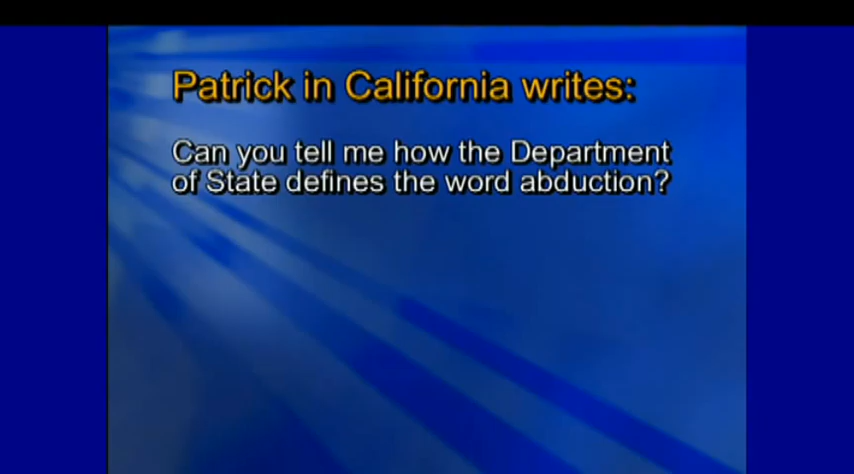 Patrick in California writes:
Can you tell me how the Department
of State defines the word abduction?